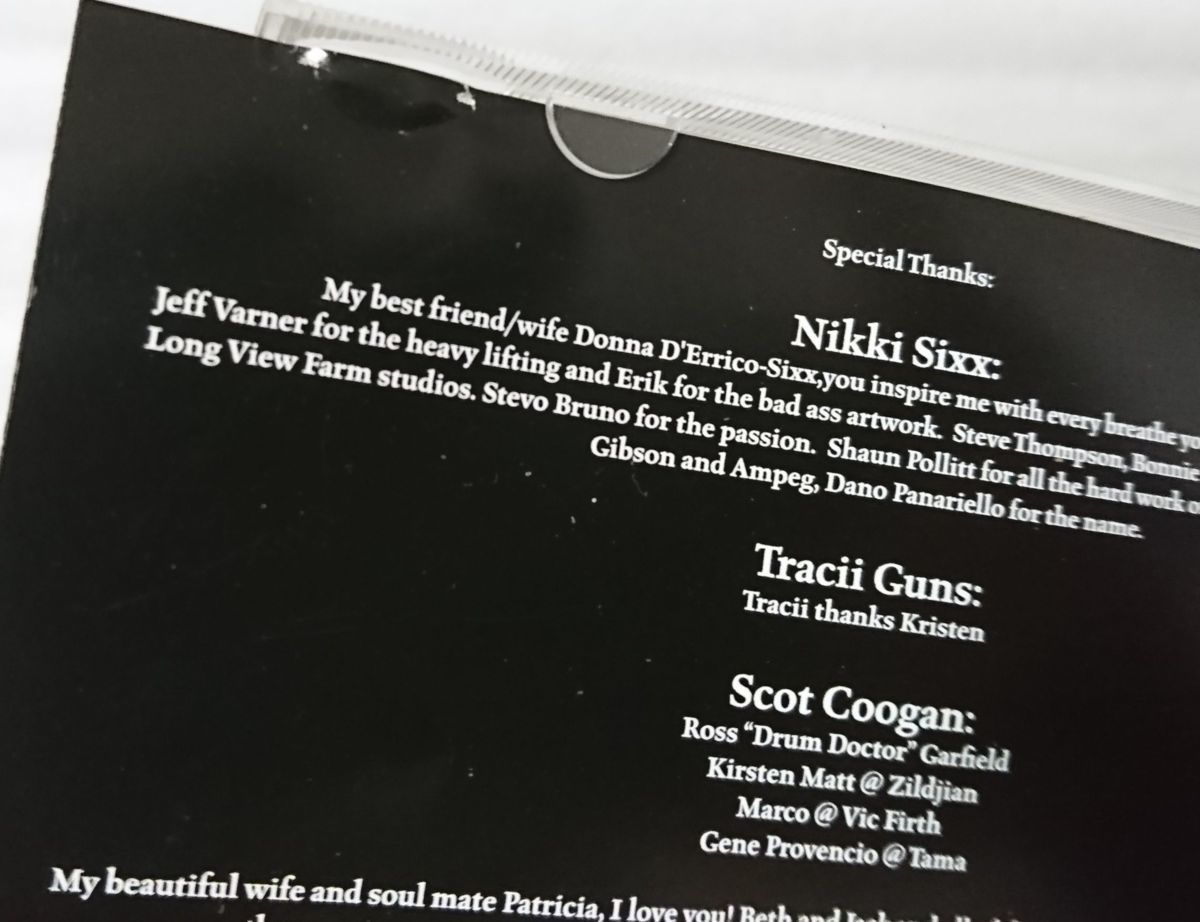 Special Thanks:
Nikki Sixx:
My best friend/wife Donna D'Errico-Sixx,you inspire me with every breathe
Jeff Varner for the heavy lifting and Erik for the bad ass artwork. Steve Thompson, Bonnie
Long View Farm studios. Stevo Bruno for the passion. Shaun Pollitt for all the hard work
Gibson and Ampeg, Dano Panariello for the name.
Tracii Guns:
Tracii thanks Kristen
Scot Coogan:
Ross “Drum Doctor” Garfield
Kirsten Matt @ Zildjian
Marco @ Vic Firth
Gene Provencio @ Tama
My beautiful wife and soul mate Patricia, I love you! Beth and